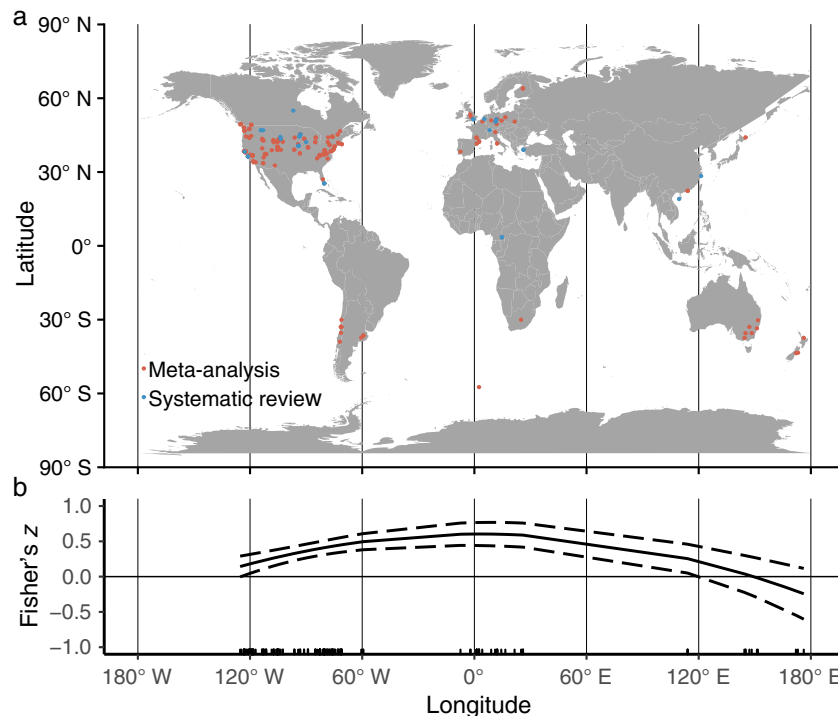 a
90° N
60° N
30° N
0°
30° S
60° S
90° S
Latitude
Meta-analysis
Systematic review
b
1.0
0.5
0.0
−0.5
−1.0
Fisher's z
180° W
120° W
60° W
0°
60° E
120° E
180° E
Longitude